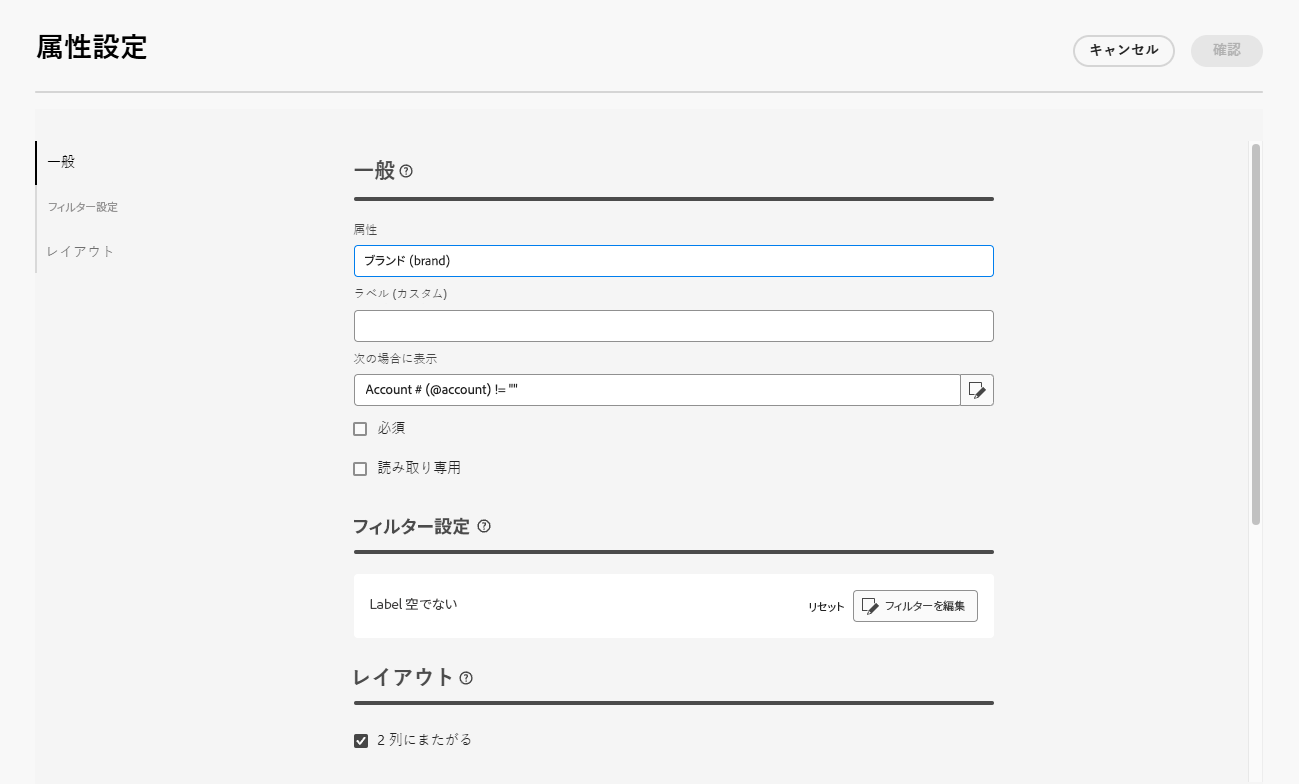 属性設定
キャンセル
確認
一般
フィルター設定
レイアウト
一般
属性
ブランド (brand)
ラベル (カスタム)
次の場合に表示
Account # (@account) != ""
必須
読み取り専用
フィルター設定
Label 空でない
リセット
フィルターを編集
レイアウト
2 列にまたがる